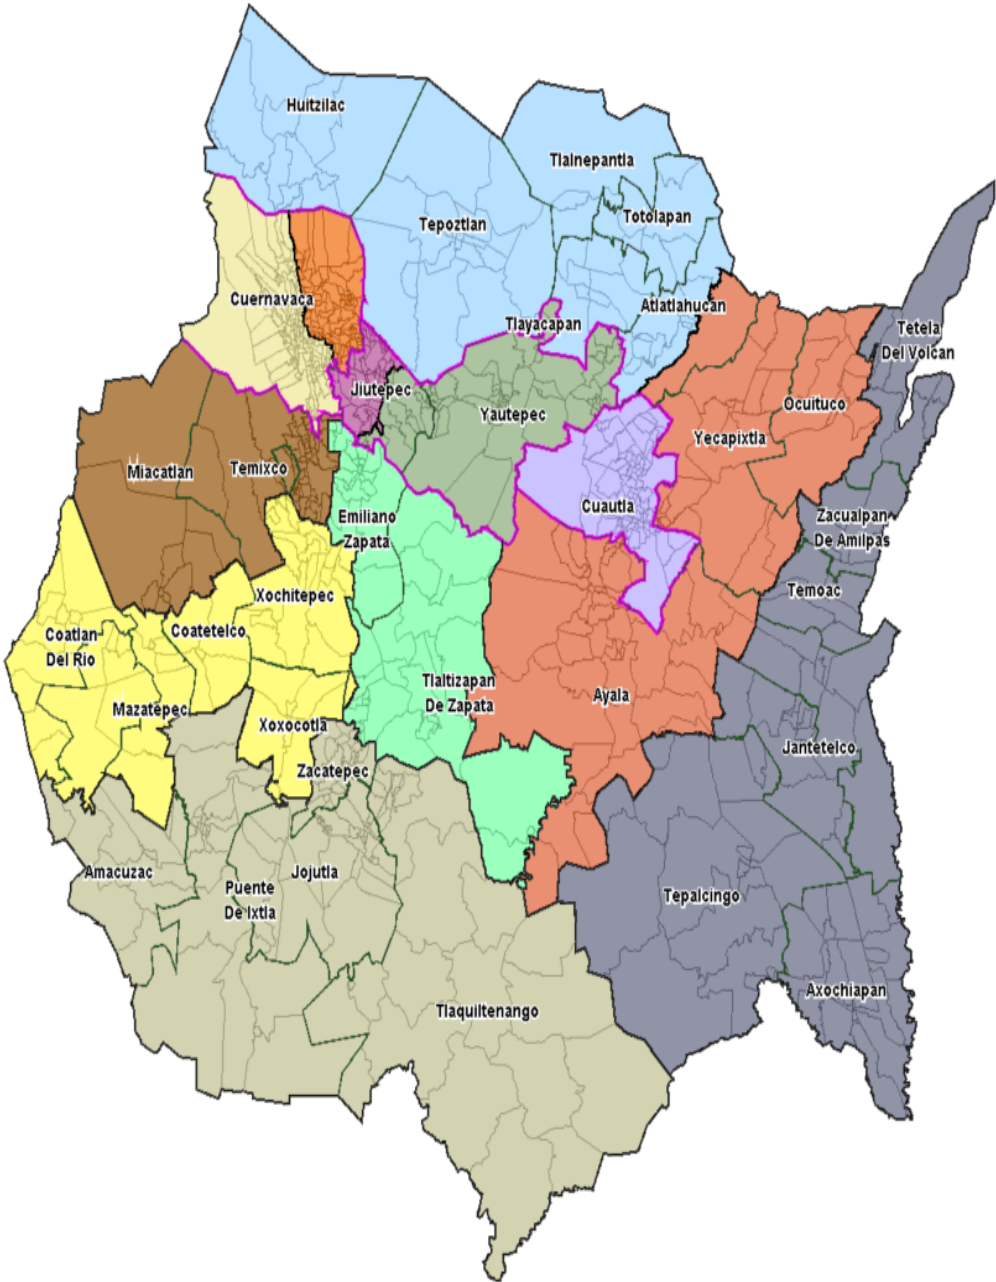 Huitzilac
Tlalnepantla
Totolapan
Tepoztlan
Cuernavaca
Atlatlahucan
Tlayacapan
Tetela
Del Volcan
Jiutepec
Ocuituco
Yautepec
Yecapixtla
Miacatlan
Temixco
Cuautla
Emiliano
Zapata
Zacualpan
De Amilpas
Temoac
Xochitepec
Coatetelco
Coatlan
Del Rio
Tlaltizapan
De Zapata
Ayala
Mazatepec
Xoxocotla
Jantetelco
Zacatepec
Amacuzac
Jojutla
Puente
De Ixtla
Tepalcingo
Axochiapan
Tlaquiltenango